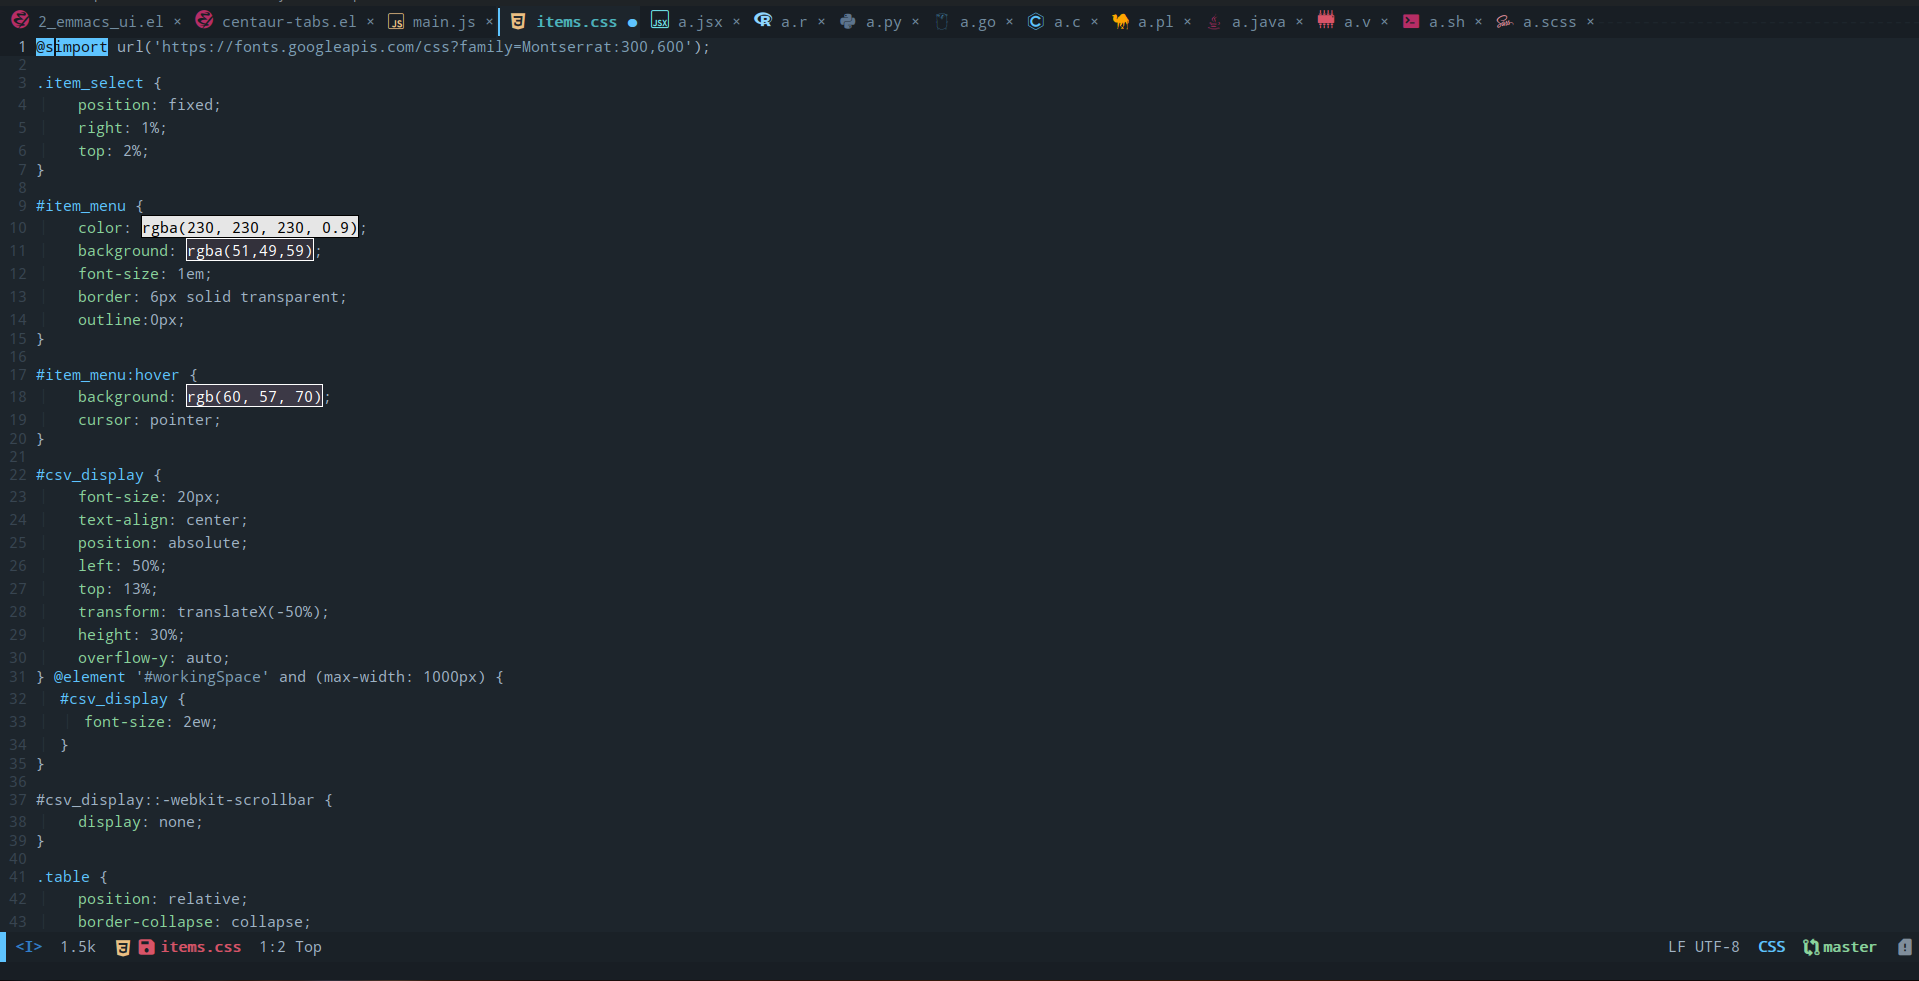 2_emmacs_ui.el × centaur-tabs.el × main.js × items.css ● a.jsx × a.r × a.py × a.go × a.c × a.pl × a.java × a.v × a.sh × a.scss ×
1 @simport url('https://fonts.googleapis.com/css?family=Montserrat:300,600');
2
3 .item_select {
4     position: fixed;
5     right: 1%;
6     top: 2%;
7 }
8
9 #item_menu {
10     color: rgba(230, 230, 230, 0.9);
11     background: rgba(51,49,59);
12     font-size: 1em;
13     border: 6px solid transparent;
14     outline:0px;
15 }
16
17 #item_menu:hover {
18     background: rgb(60, 57, 70);
19     cursor: pointer;
20 }
21
22 #csv_display {
23     font-size: 20px;
24     text-align: center;
25     position: absolute;
26     left: 50%;
27     top: 13%;
28     transform: translateX(-50%);
29     height: 30%;
30     overflow-y: auto;
31 } @element '#workingSpace' and (max-width: 1000px) {
32   #csv_display {
33      font-size: 2ew;
34   }
35 }
36
37 #csv_display::-webkit-scrollbar {
38     display: none;
39 }
40
41 .table {
42     position: relative;
43     border-collapse: collapse;
<I> 1.5k items.css 1:2 Top LF UTF-8 CSS master